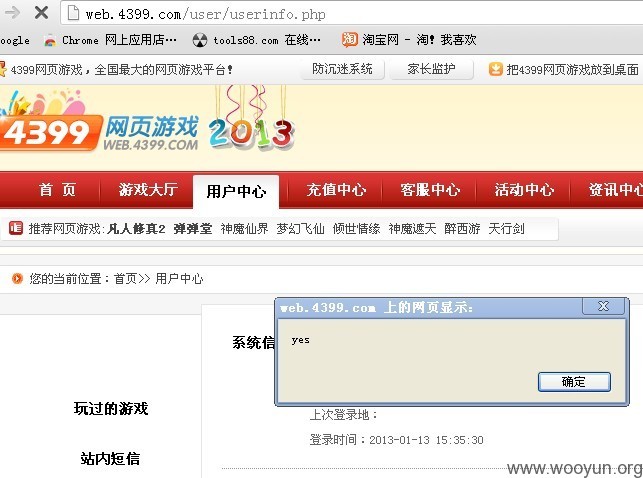 web.4399.com/user/userinfo.php
oogle Chrome 网上应用店… tools88.com 在线… 淘宝网 - 淘！我喜欢
4399网页游戏，全国最大的网页游戏平台！ 防沉迷系统 家长监护 把4399网页游戏放到桌面
4399 网页游戏 2013
WEB.4399.COM
首 页 游戏大厅 用户中心 充值中心 客服中心 活动中心 资讯中心
推荐网页游戏:凡人修真2 弹弹堂 神魔仙界 梦幻飞仙 倾世情缘 神魔遮天 醉西游 天行剑
您的当前位置：首页>> 用户中心
web.4399.com 上的网页显示：
yes
系统信
确定
玩过的游戏
上次登录地：
登录时间：2013-01-13 15:35:30
站内短信
www.wooyun.org